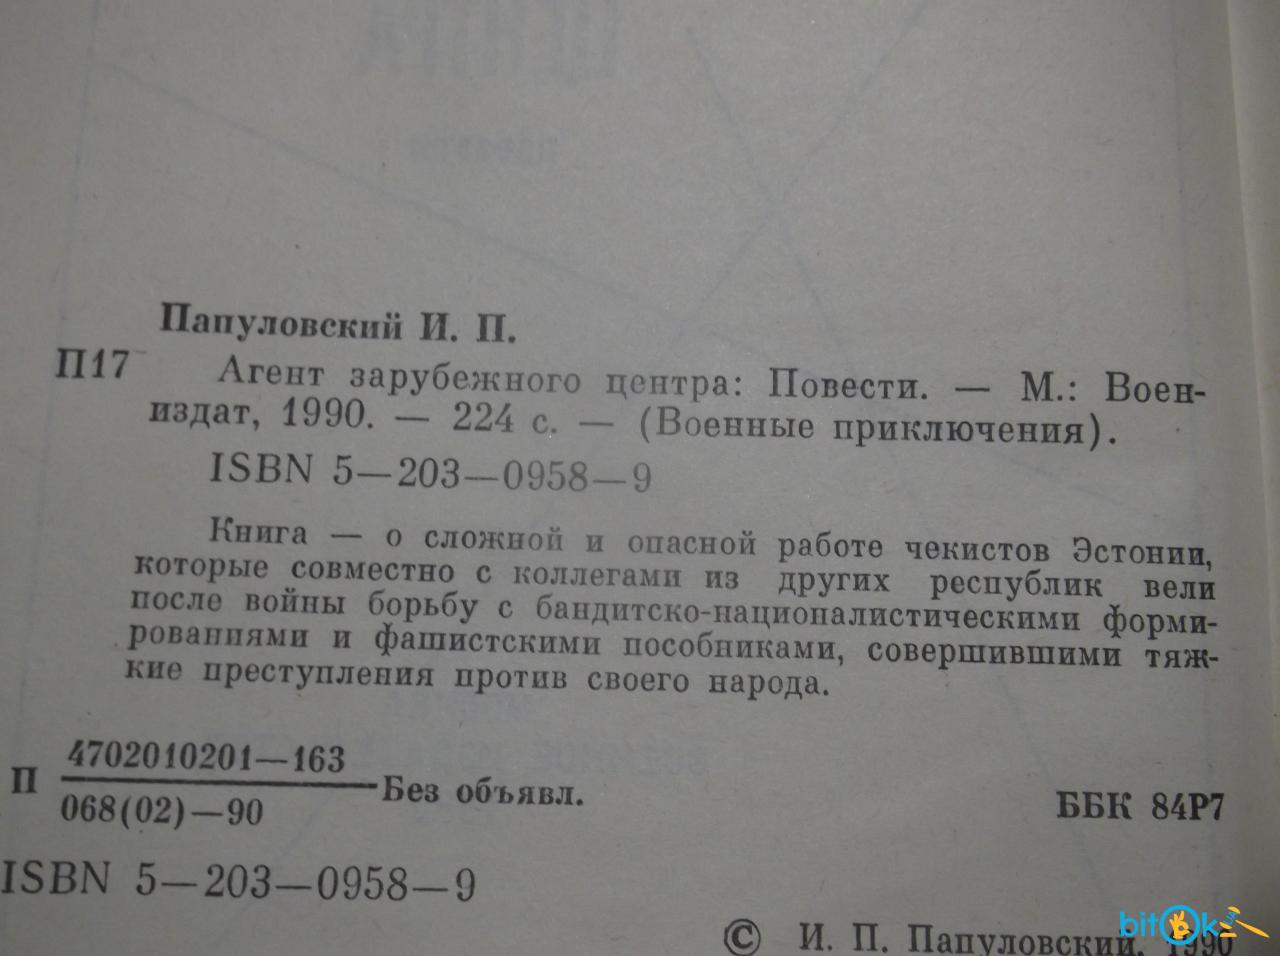 Папуловский И. П.
П17 Агент зарубежного центра: Повести. — М.: Воен-
издат, 1990. — 224 с. — (Военные приключения).
ISBN 5—203—0958—9
Книга — о сложной и опасной работе чекистов Эстонии,
которые совместно с коллегами из других республик вели
после войны борьбу с бандитско-националистическими форми-
рованиями и фашистскими пособниками, совершившими тяж-
кие преступления против своего народа.
П 4702010201—163
068(02)—90 Без объявл.
ББК 84Р7
ISBN 5—203—0958—9
© И. П. Папуловский, 1990
bitok